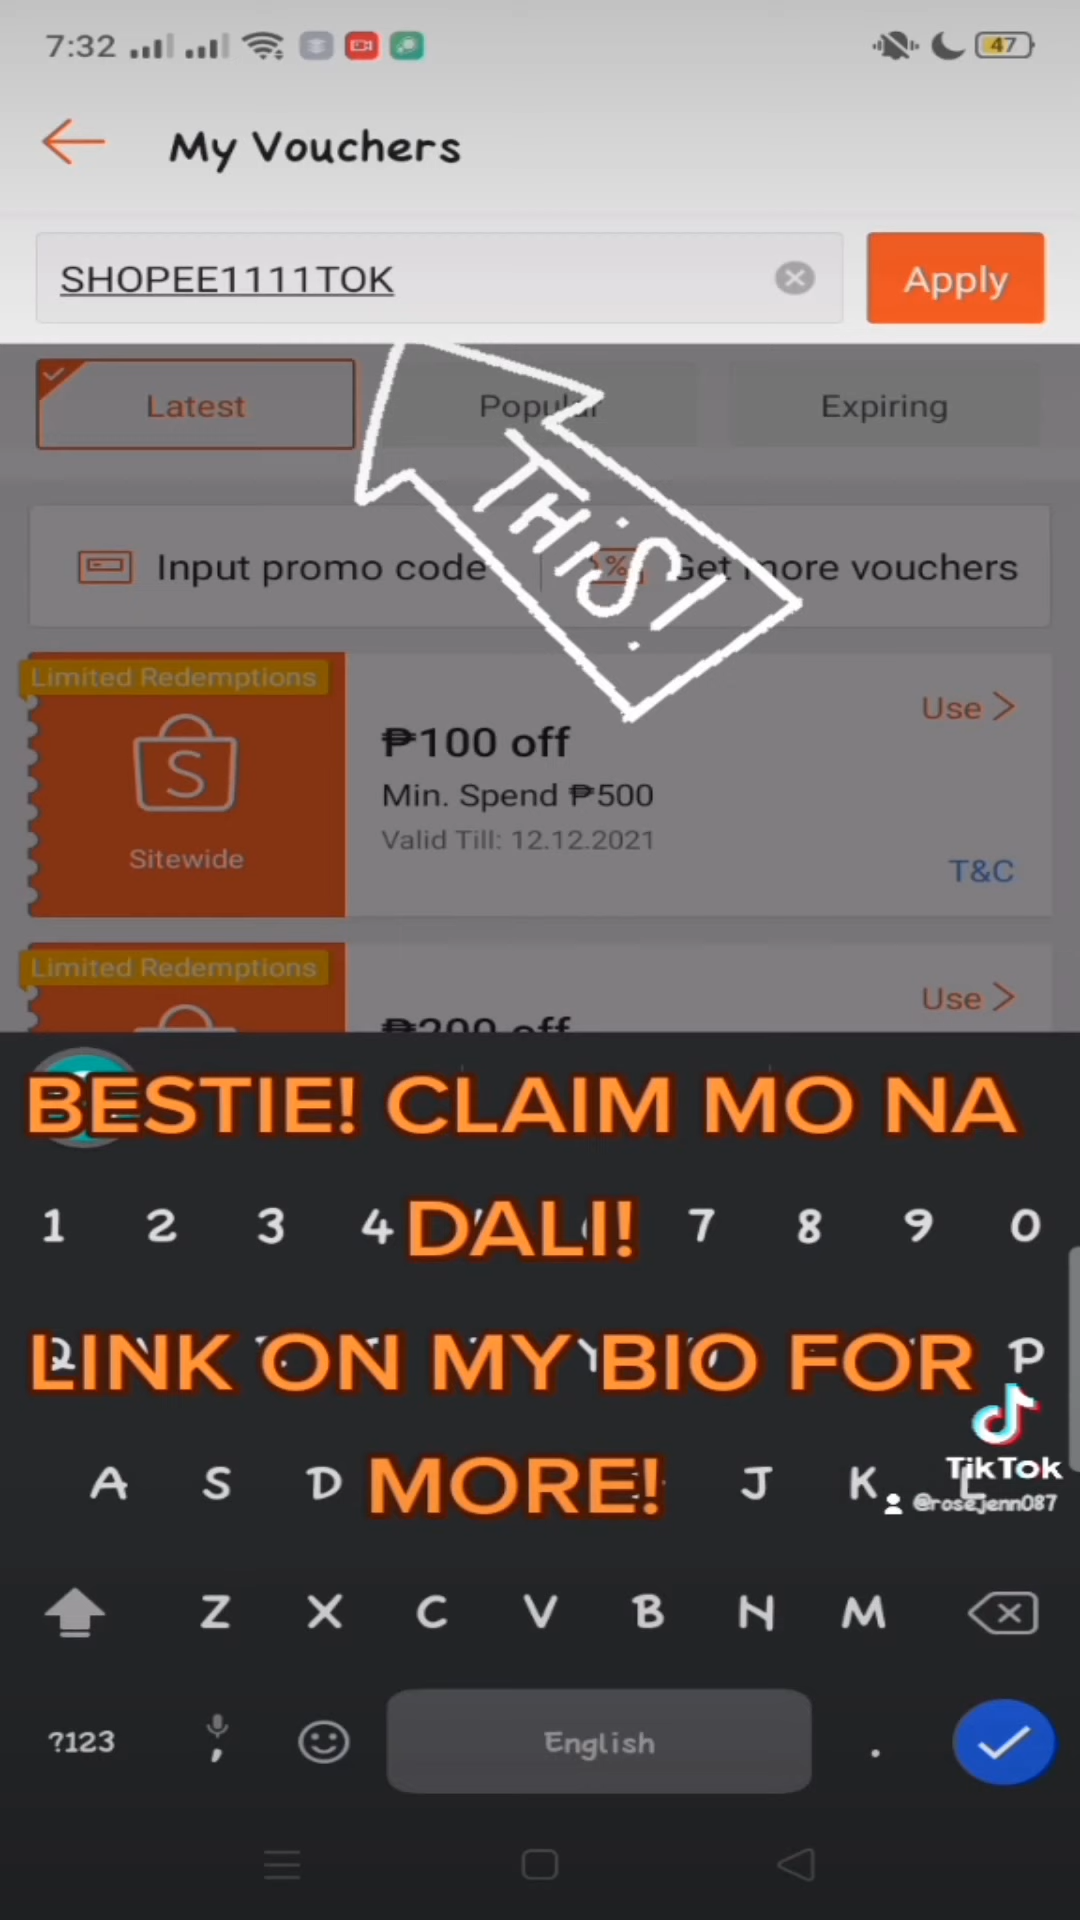 7:32
47
My Vouchers
SHOPEE1111TOK
Apply
Latest
Popular
Expiring
THIS!
Input promo code
Get more vouchers
Limited Redemptions
₱100 off
Use >
Min. Spend ₱500
Valid Till: 12.12.2021
Sitewide
T&C
Limited Redemptions
Use >
₱200 off
BESTIE! CLAIM MO NA
DALI!
LINK ON MY BIO FOR
MORE!
1 2 3 4 7 8 9 0
P
TikTok
@rosejenn087
A S D J K L
Z X C V B N M
?123 , English .